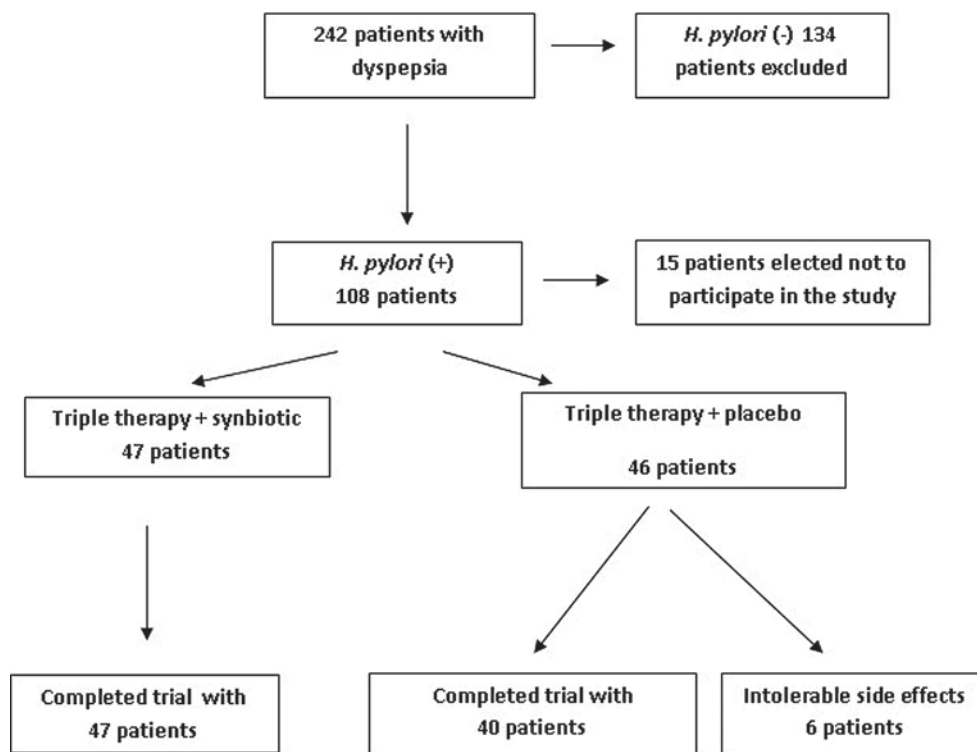 242 patients with
dyspepsia
H. pylori (-) 134
patients excluded
H. pylori (+)
108 patients
15 patients elected not to
participate in the study
Triple therapy + synbiotic
47 patients
Triple therapy + placebo
46 patients
Completed trial with
47 patients
Completed trial with
40 patients
Intolerable side effects
6 patients